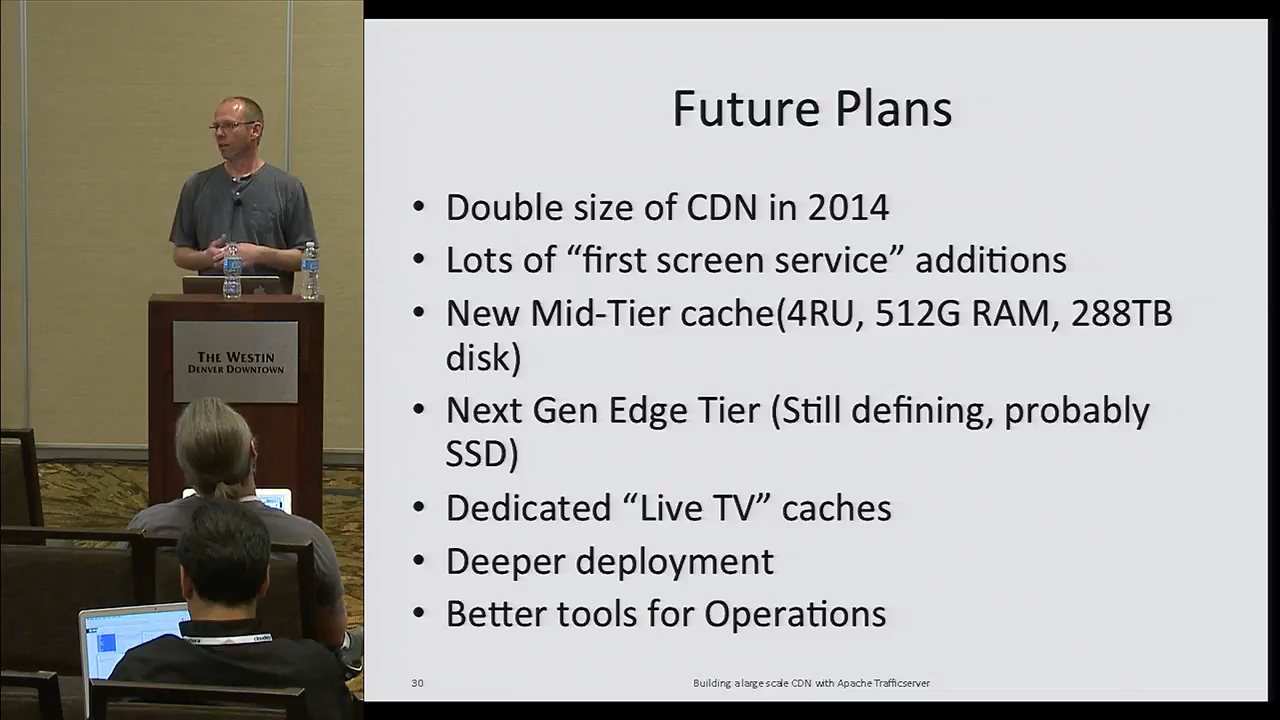 THE WESTIN
DENVER DOWNTOWN
Future Plans
• Double size of CDN in 2014
• Lots of “first screen service” additions
• New Mid-Tier cache(4RU, 512G RAM, 288TB
disk)
• Next Gen Edge Tier (Still defining, probably
SSD)
• Dedicated “Live TV” caches
• Deeper deployment
• Better tools for Operations
30
Building a large scale CDN with Apache Trafficserver